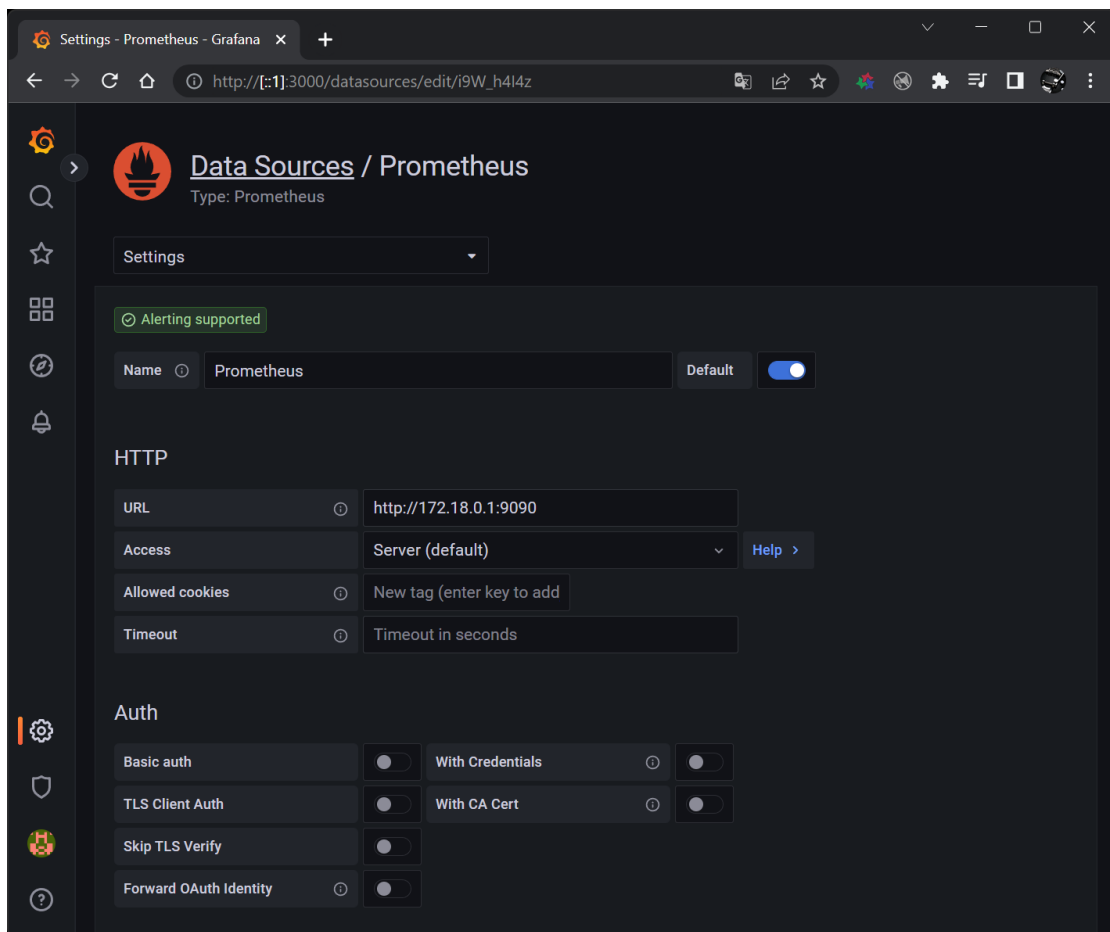 Settings - Prometheus - Grafana
http://[::1]:3000/datasources/edit/i9W_h4I4z
Data Sources / Prometheus
Type: Prometheus
Settings
Alerting supported
Name Prometheus Default
HTTP
URL http://172.18.0.1:9090
Access Server (default) Help
Allowed cookies New tag (enter key to add
Timeout Timeout in seconds
Auth
Basic auth With Credentials
TLS Client Auth With CA Cert
Skip TLS Verify
Forward OAuth Identity